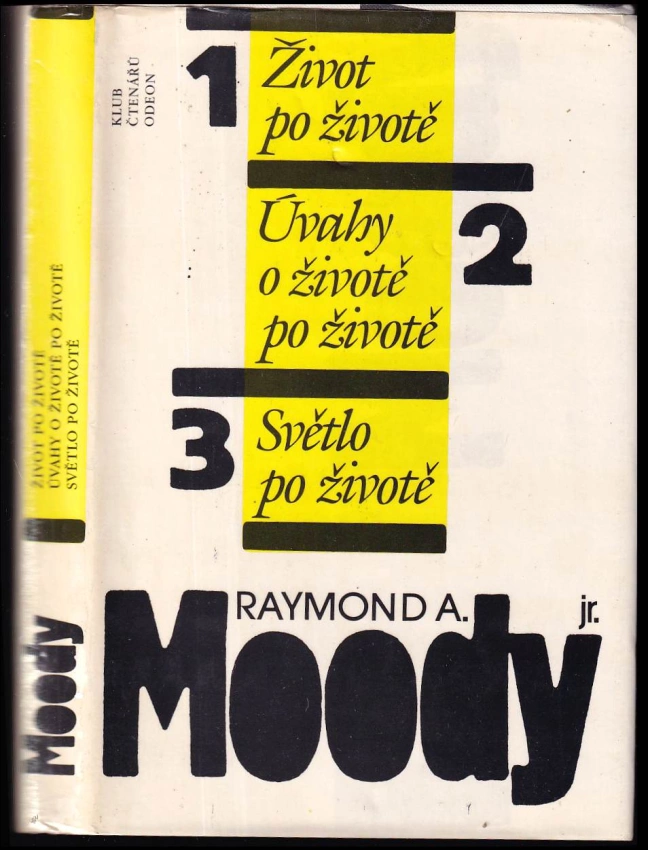 ŽIVOT PO ŽIVOTĚ
ÚVAHY O ŽIVOTĚ PO ŽIVOTĚ
SVĚTLO PO ŽIVOTĚ
Moody
KLUB
ČTENÁŘŮ
ODEON
1
Život
po životě
2
Úvahy
o životě
po životě
3
Světlo
po životě
RAYMOND A.
jr.
Moody